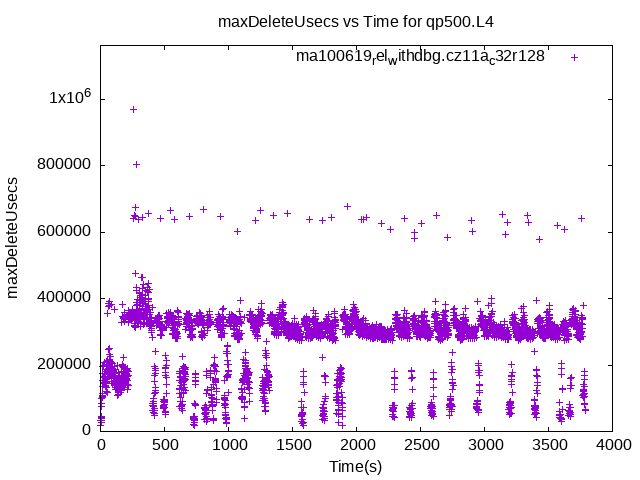 maxDeleteUsecs vs Time for qp500.L4
ma100619relwithdbg.cz11ac32r128
1x10^6
800000
600000
400000
200000
0
maxDeleteUsecs
0 500 1000 1500 2000 2500 3000 3500 4000
Time(s)